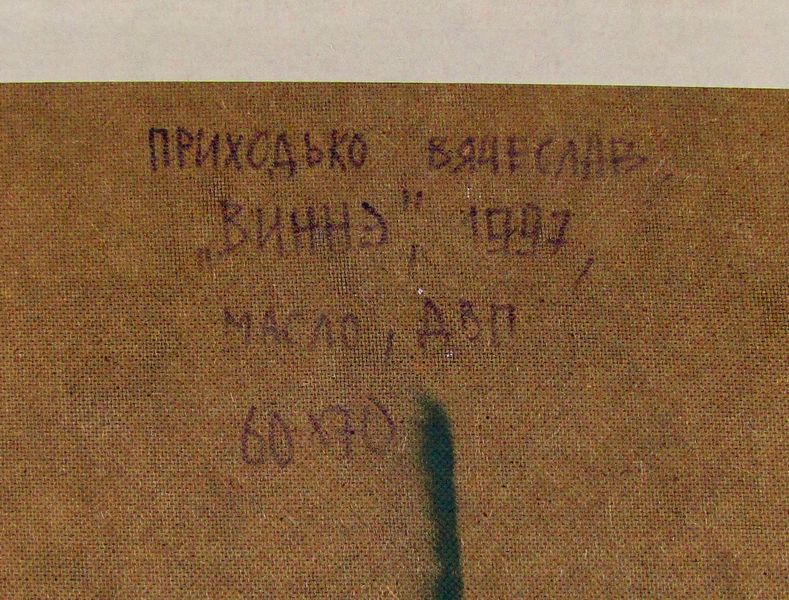 ПРИХОДЬКО ВЯЧЕСЛАВ,
„ВИННЭ", 1997,
МАСЛО, ДВП
60х70